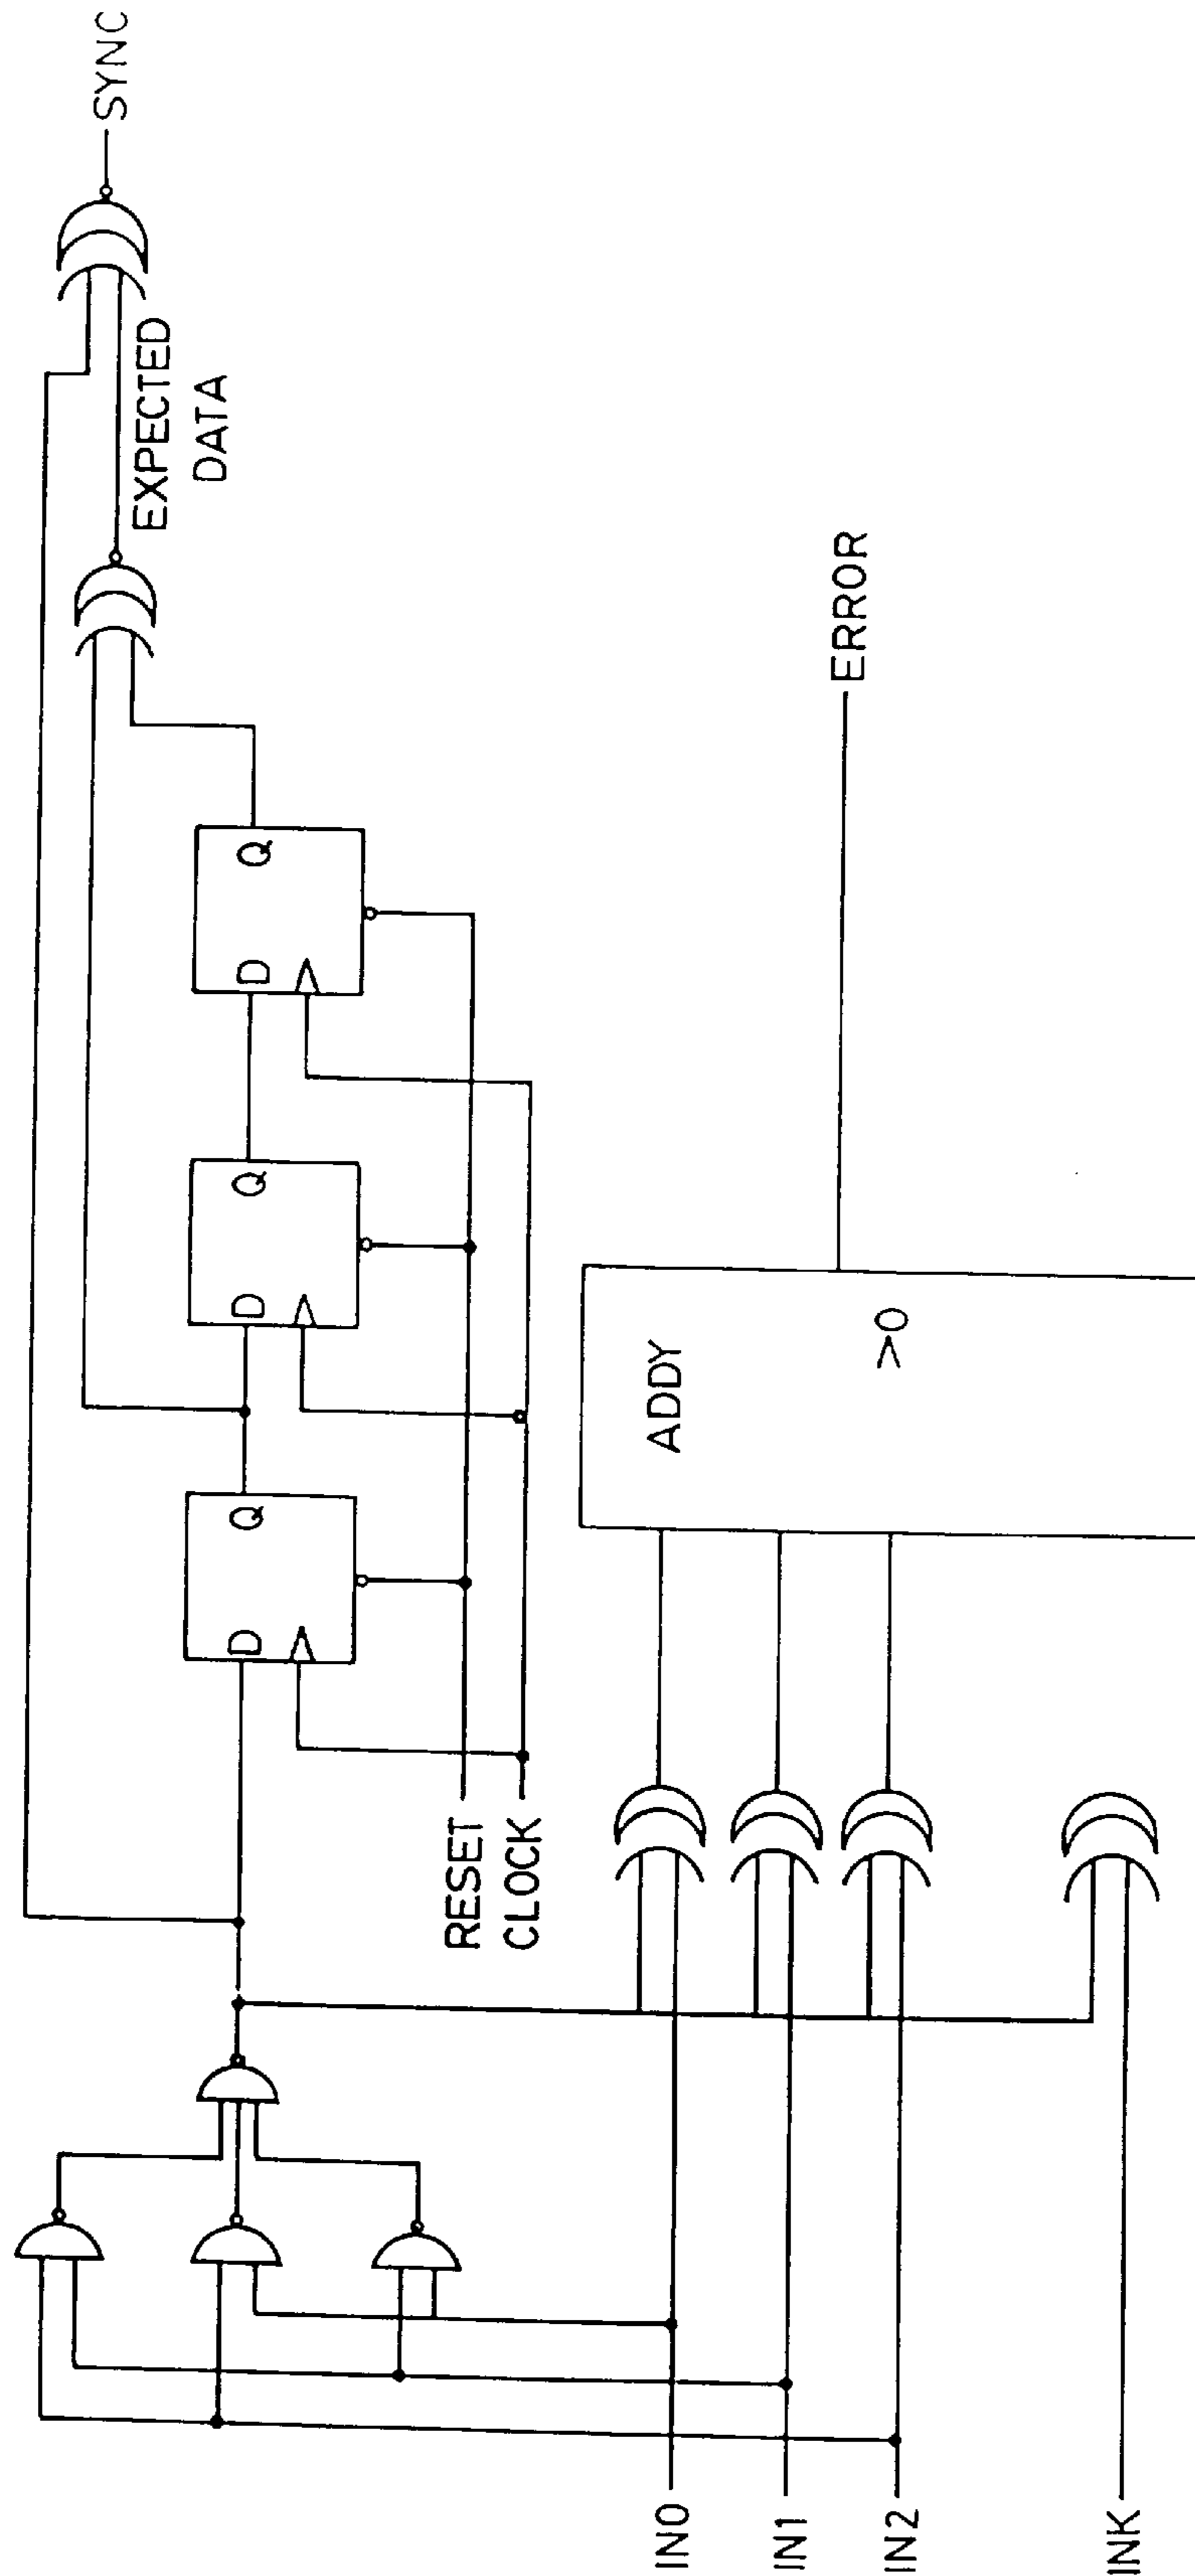 SYNC
EXPECTED
DATA
D
Q
D
Q
D
Q
RESET
CLOCK
ERROR
ADDY
>0
IN0
IN1
IN2
INK